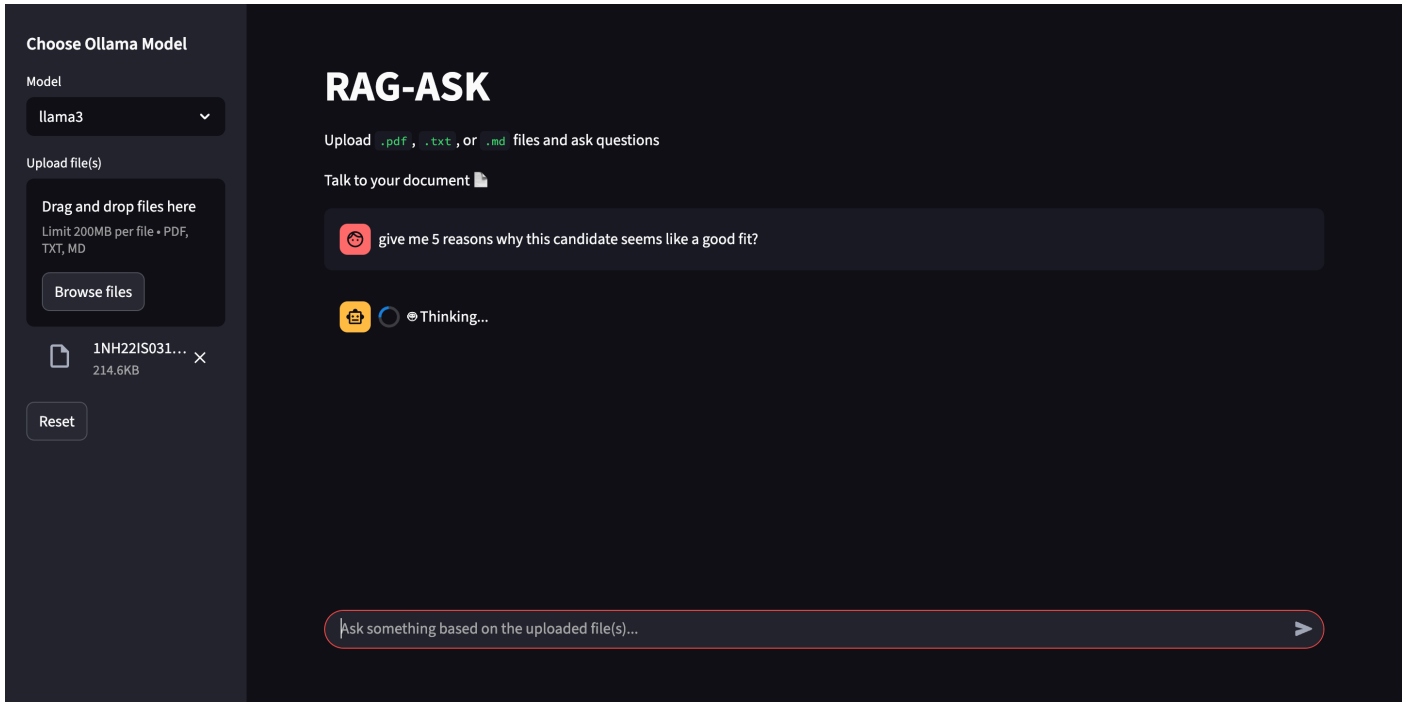 Choose Ollama Model
Model
llama3
Upload file(s)
Drag and drop files here
Limit 200MB per file • PDF,
TXT, MD
Browse files
1NH22IS031...
214.6KB
Reset
RAG-ASK
Upload .pdf, .txt, or .md files and ask questions
Talk to your document 📄
give me 5 reasons why this candidate seems like a good fit?
Thinking...
Ask something based on the uploaded file(s)...